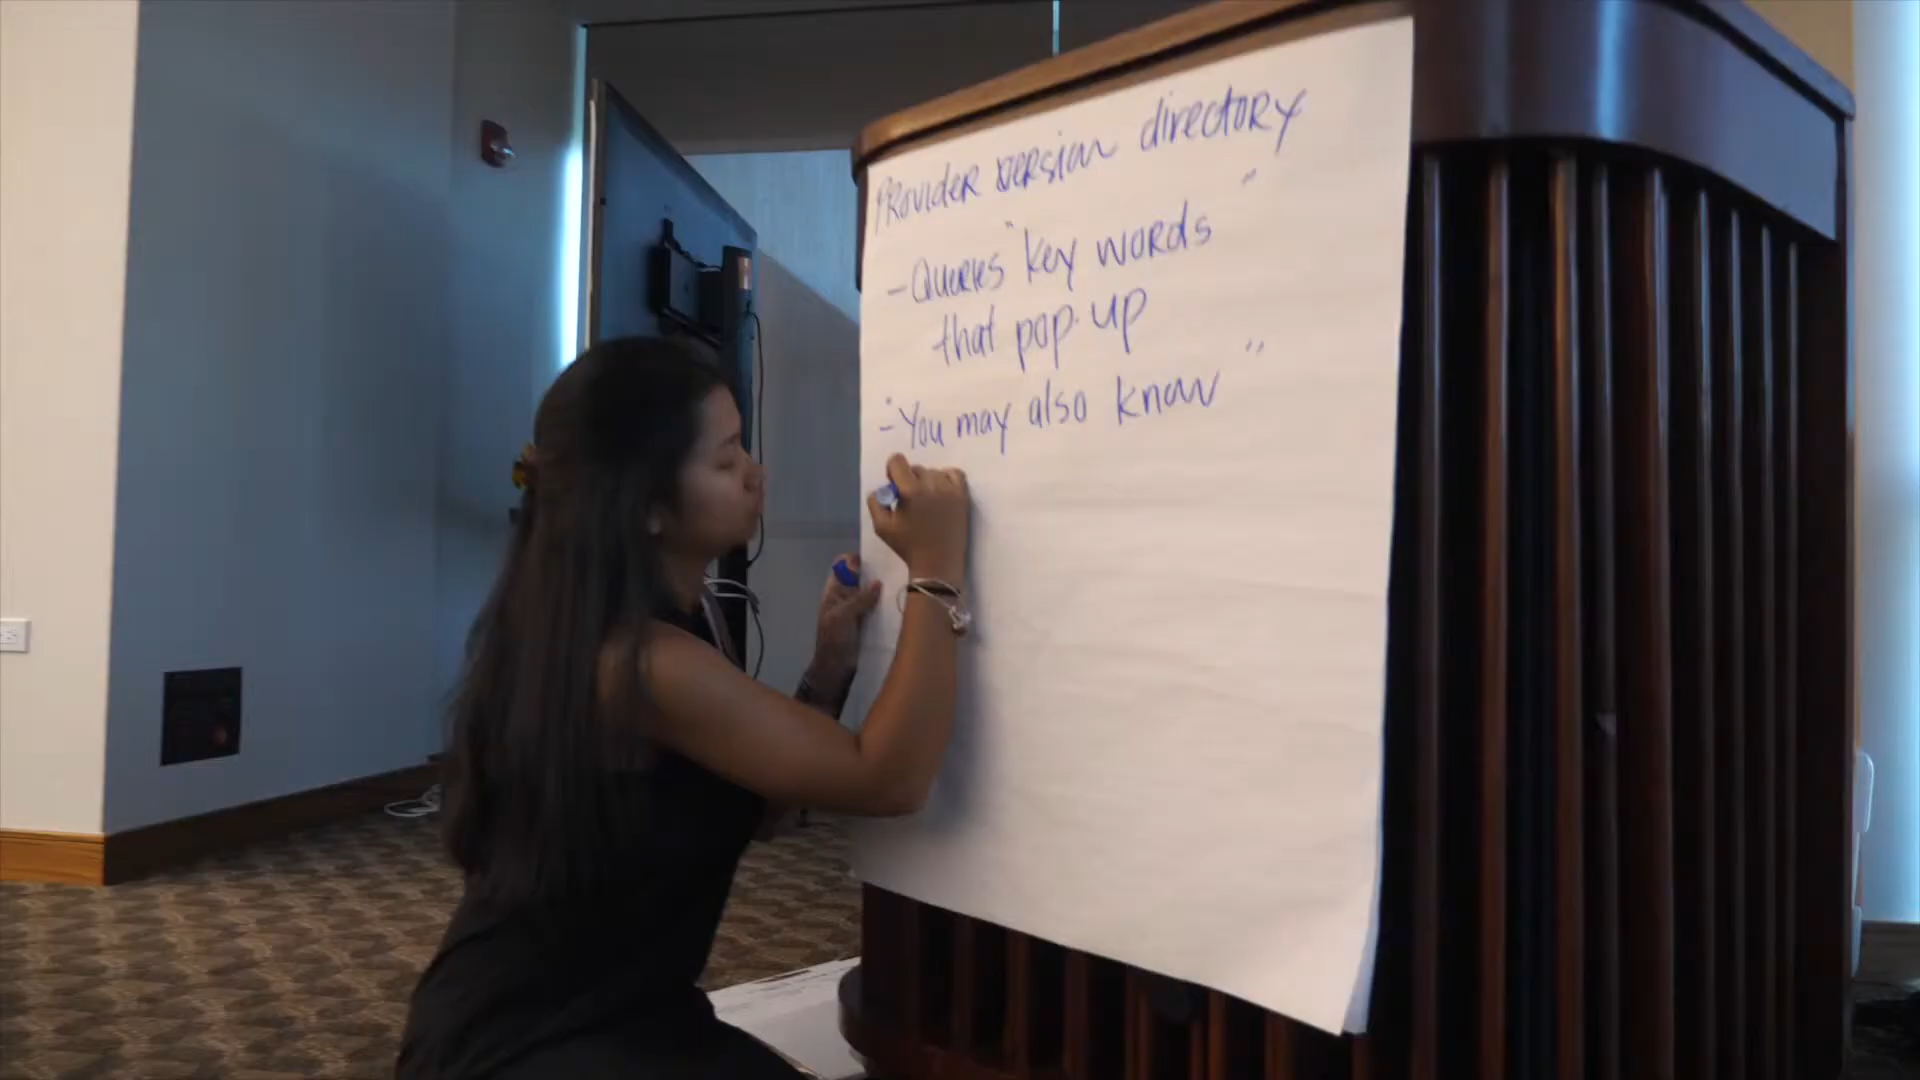 PROVIDER VERSION directory
- Queries "key words"
that pop-up
- "You may also know"